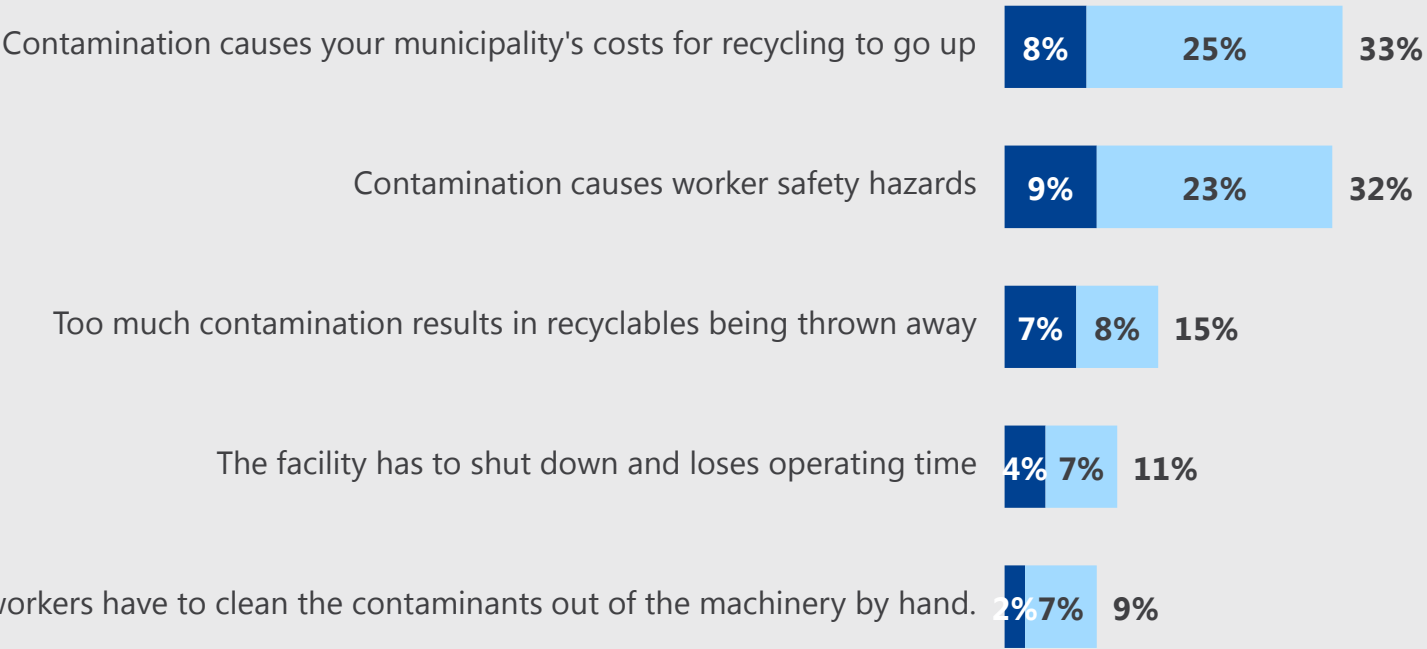 Contamination causes your municipality's costs for recycling to go up 8% 25% 33%
Contamination causes worker safety hazards 9% 23% 32%
Too much contamination results in recyclables being thrown away 7% 8% 15%
The facility has to shut down and loses operating time 4% 7% 11%
workers have to clean the contaminants out of the machinery by hand. 2% 7% 9%